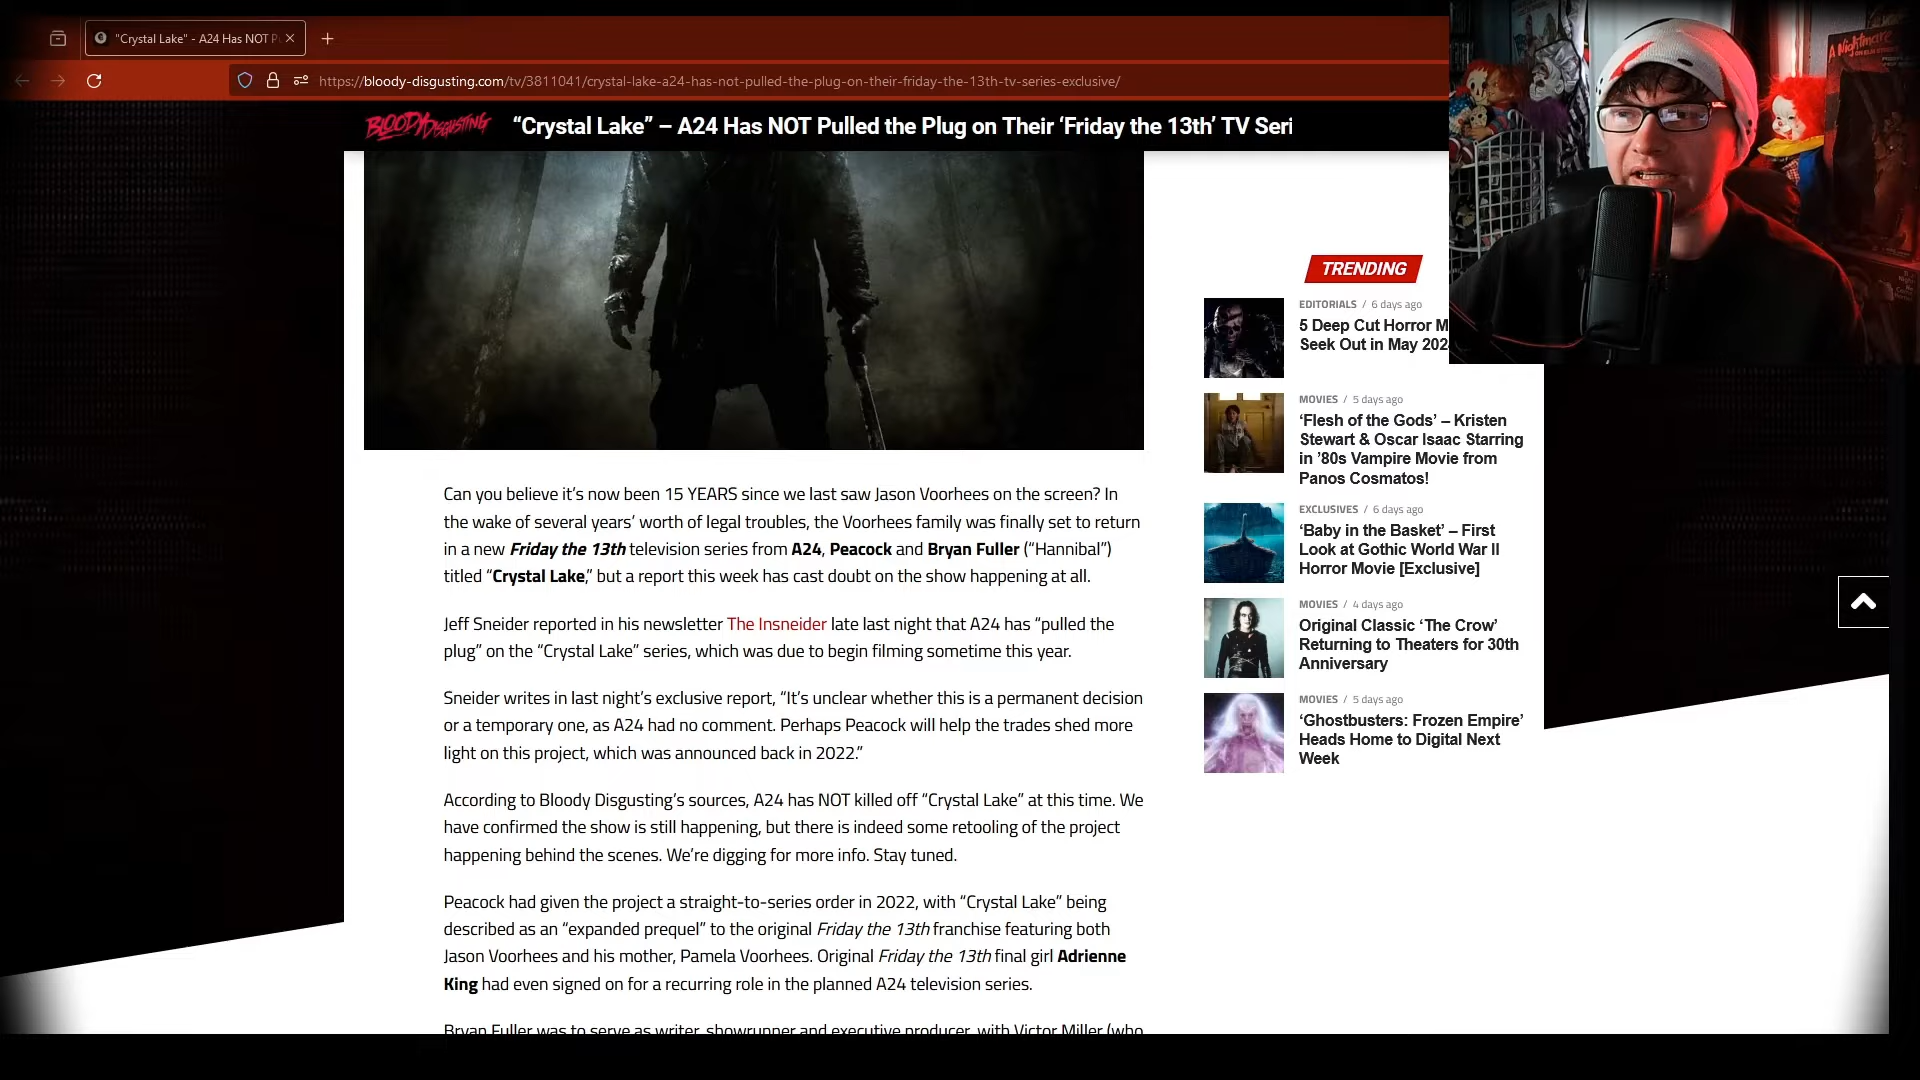 "Crystal Lake" - A24 Has NOT P
https://bloody-disgusting.com/tv/3811041/crystal-lake-a24-has-not-pulled-the-plug-on-their-friday-the-13th-tv-series-exclusive/
BLOODY DISGUSTING
“Crystal Lake” – A24 Has NOT Pulled the Plug on Their ‘Friday the 13th’ TV Seri
A Nightmare
Can you believe it’s now been 15 YEARS since we last saw Jason Voorhees on the screen? In
the wake of several years’ worth of legal troubles, the Voorhees family was finally set to return
in a new Friday the 13th television series from A24, Peacock and Bryan Fuller (“Hannibal”)
titled “Crystal Lake,” but a report this week has cast doubt on the show happening at all.
Jeff Sneider reported in his newsletter The Insneider late last night that A24 has “pulled the
plug” on the “Crystal Lake” series, which was due to begin filming sometime this year.
Sneider writes in last night’s exclusive report, “It’s unclear whether this is a permanent decision
or a temporary one, as A24 had no comment. Perhaps Peacock will help the trades shed more
light on this project, which was announced back in 2022.”
According to Bloody Disgusting’s sources, A24 has NOT killed off “Crystal Lake” at this time. We
have confirmed the show is still happening, but there is indeed some retooling of the project
happening behind the scenes. We’re digging for more info. Stay tuned.
Peacock had given the project a straight-to-series order in 2022, with “Crystal Lake” being
described as an “expanded prequel” to the original Friday the 13th franchise featuring both
Jason Voorhees and his mother, Pamela Voorhees. Original Friday the 13th final girl Adrienne
King had even signed on for a recurring role in the planned A24 television series.
Bryan Fuller was to serve as writer, showrunner and executive producer, with Victor Miller (who
TRENDING
EDITORIALS / 6 days ago
5 Deep Cut Horror M
Seek Out in May 202
MOVIES / 5 days ago
‘Flesh of the Gods’ – Kristen
Stewart & Oscar Isaac Starring
in ’80s Vampire Movie from
Panos Cosmatos!
EXCLUSIVES / 6 days ago
‘Baby in the Basket’ – First
Look at Gothic World War II
Horror Movie [Exclusive]
MOVIES / 4 days ago
Original Classic ‘The Crow’
Returning to Theaters for 30th
Anniversary
MOVIES / 5 days ago
‘Ghostbusters: Frozen Empire’
Heads Home to Digital Next
Week